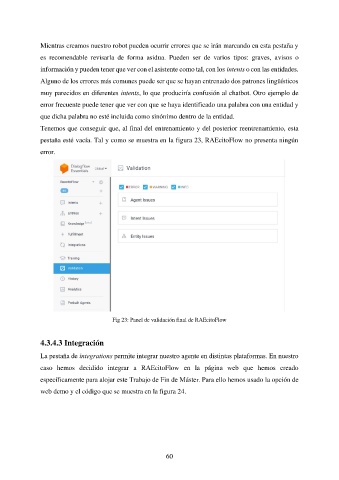 Mientras creamos nuestro robot pueden ocurrir errores que se irán marcando en esta pestaña y
es recomendable revisarla de forma asidua. Pueden ser de varios tipos: graves, avisos o
información y pueden tener que ver con el asistente como tal, con los intents o con las entidades.
Alguno de los errores más comunes puede ser que se hayan entrenado dos patrones lingüísticos
muy parecidos en diferentes intents, lo que produciría confusión al chatbot. Otro ejemplo de
error frecuente puede tener que ver con que se haya identificado una palabra con una entidad y
que dicha palabra no esté incluida como sinónimo dentro de la entidad.
Tenemos que conseguir que, al final del entrenamiento y del posterior reentrenamiento, esta
pestaña esté vacía. Tal y como se muestra en la figura 23, RAEcitoFlow no presenta ningún
error.
Dialogflow
Essentials
Global
Validation
RAEcitoFlow
ERROR
WARNING
INFO
Intents
Agent Issues
Entities
Knowledge
Intent Issues
Fulfillment
Integrations
Entity Issues
Training
Validation
History
Analytics
Prebuilt Agents
Fig 23: Panel de validación final de RAEcitoFlow
4.3.4.3 Integración
La pestaña de integrations permite integrar nuestro agente en distintas plataformas. En nuestro
caso hemos decidido integrar a RAEcitoFlow en la página web que hemos creado
específicamente para alojar este Trabajo de Fin de Máster. Para ello hemos usado la opción de
web demo y el código que se muestra en la figura 24.
60